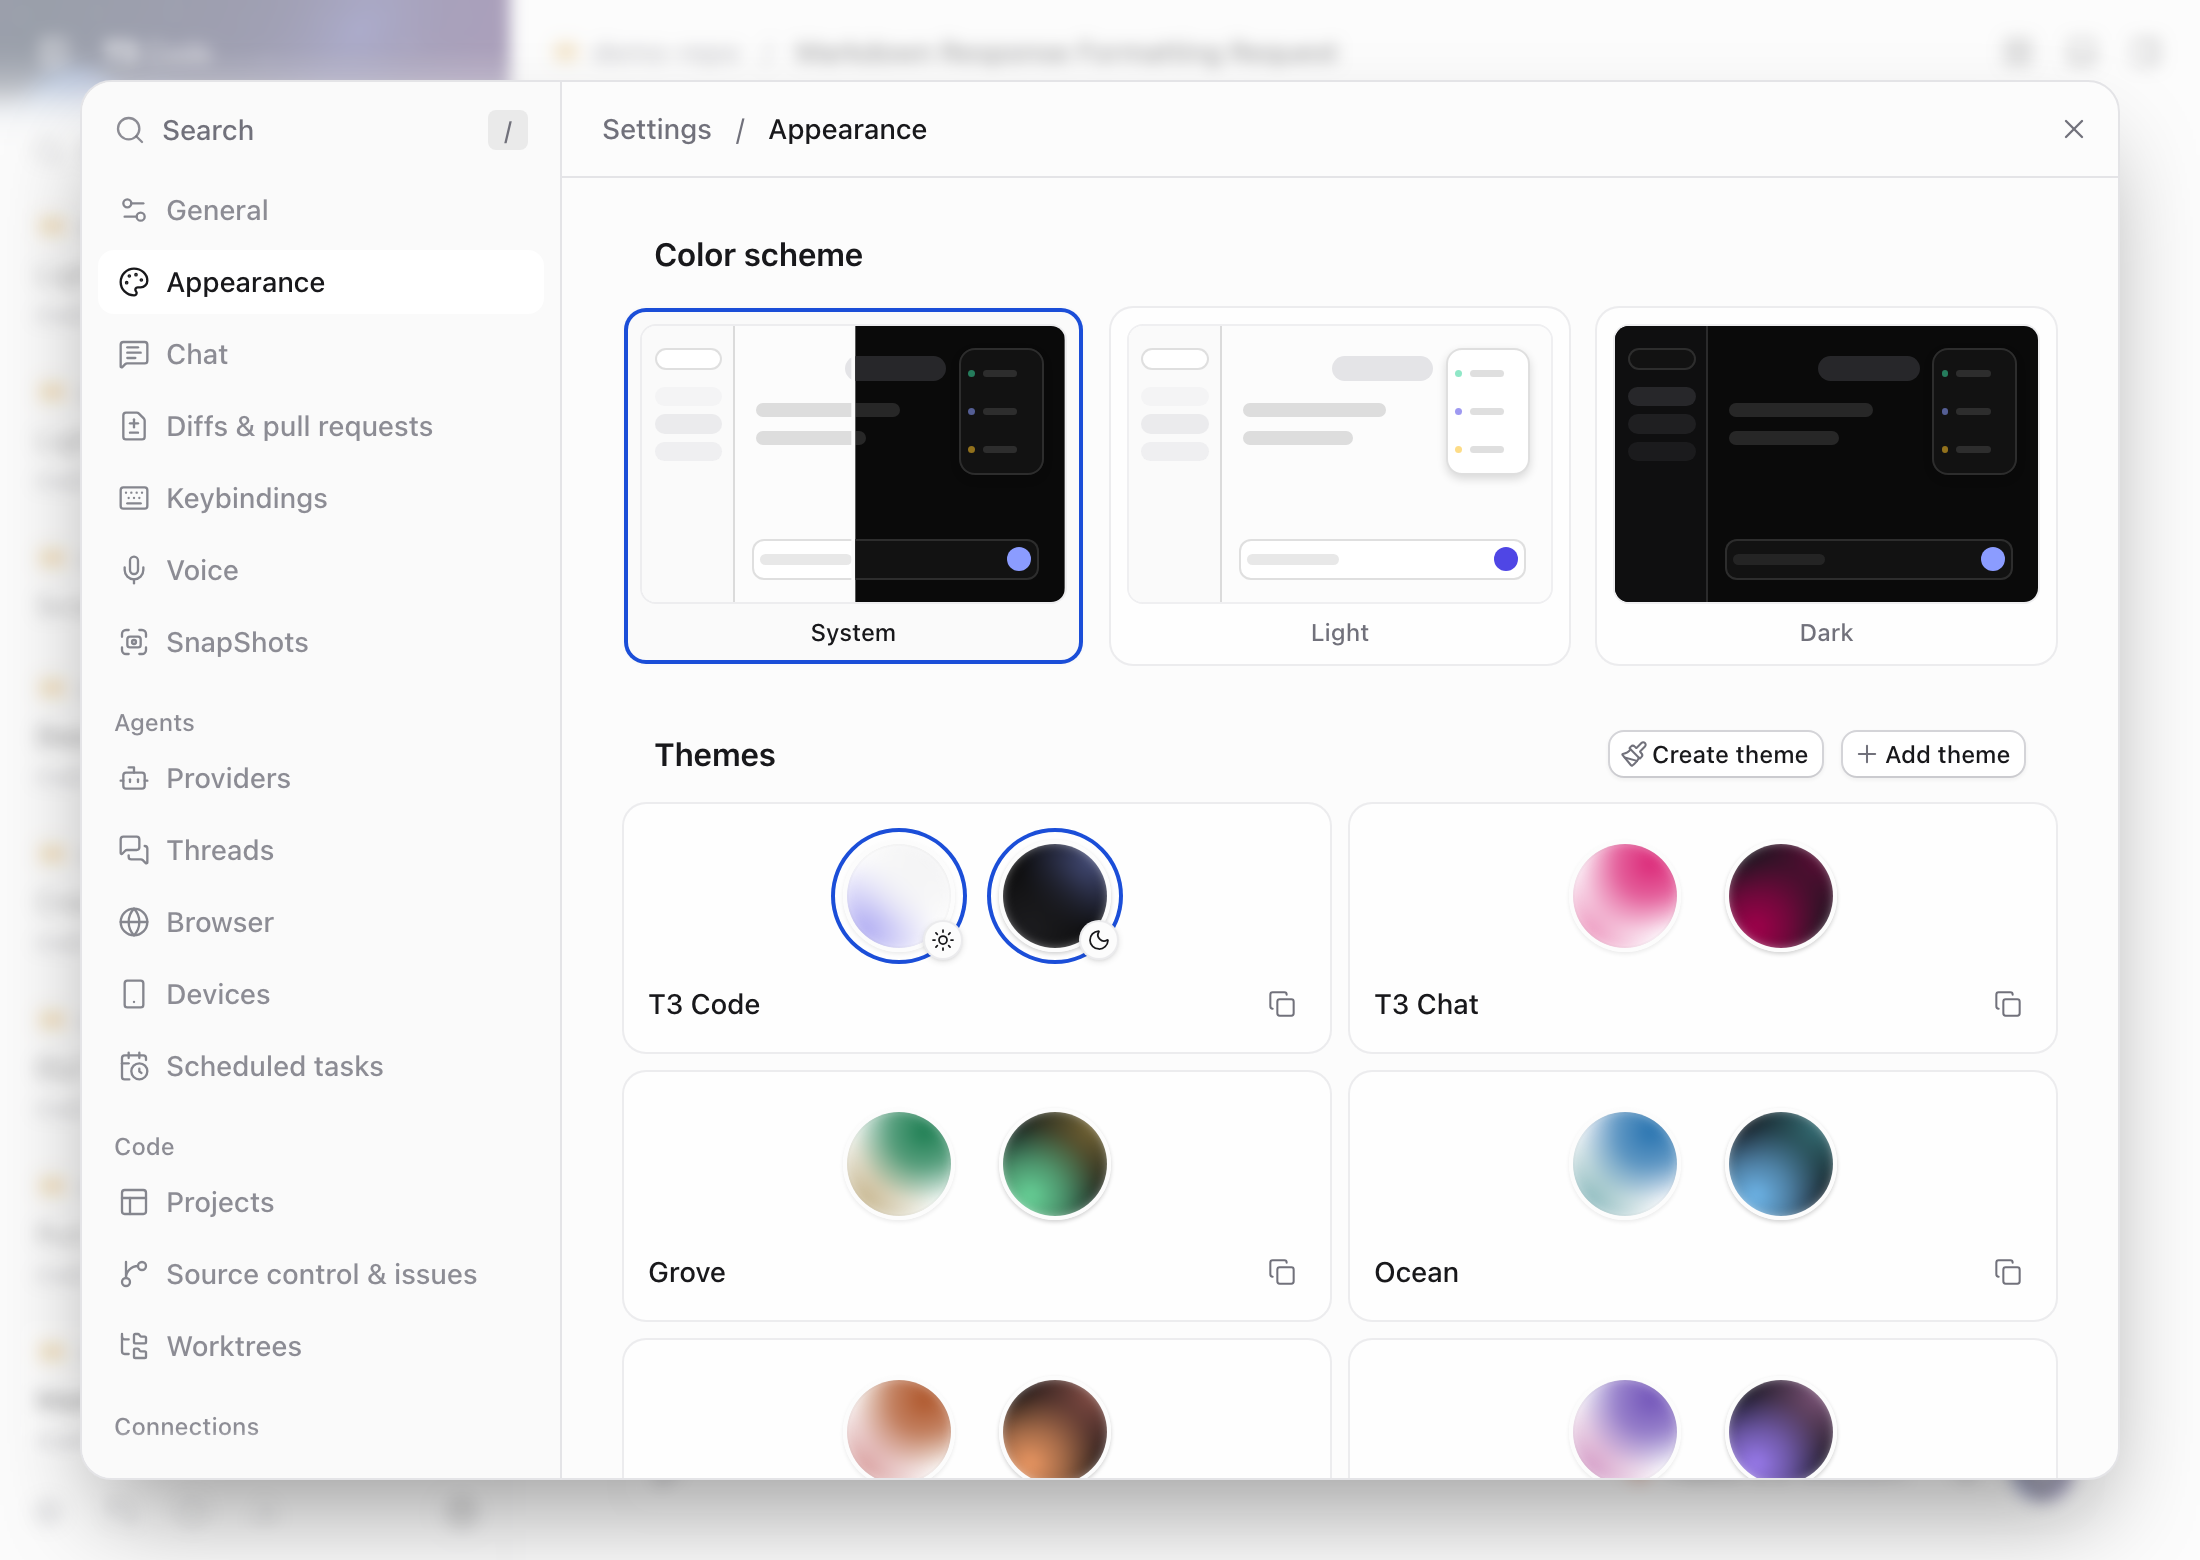 Search
/
General
Appearance
Chat
Diffs & pull requests
Keybindings
Voice
SnapShots
Agents
Providers
Threads
Browser
Devices
Scheduled tasks
Code
Projects
Source control & issues
Worktrees
Connections
Settings / Appearance
Color scheme
System
Light
Dark
Themes
Create theme
Add theme
T3 Code
T3 Chat
Grove
Ocean